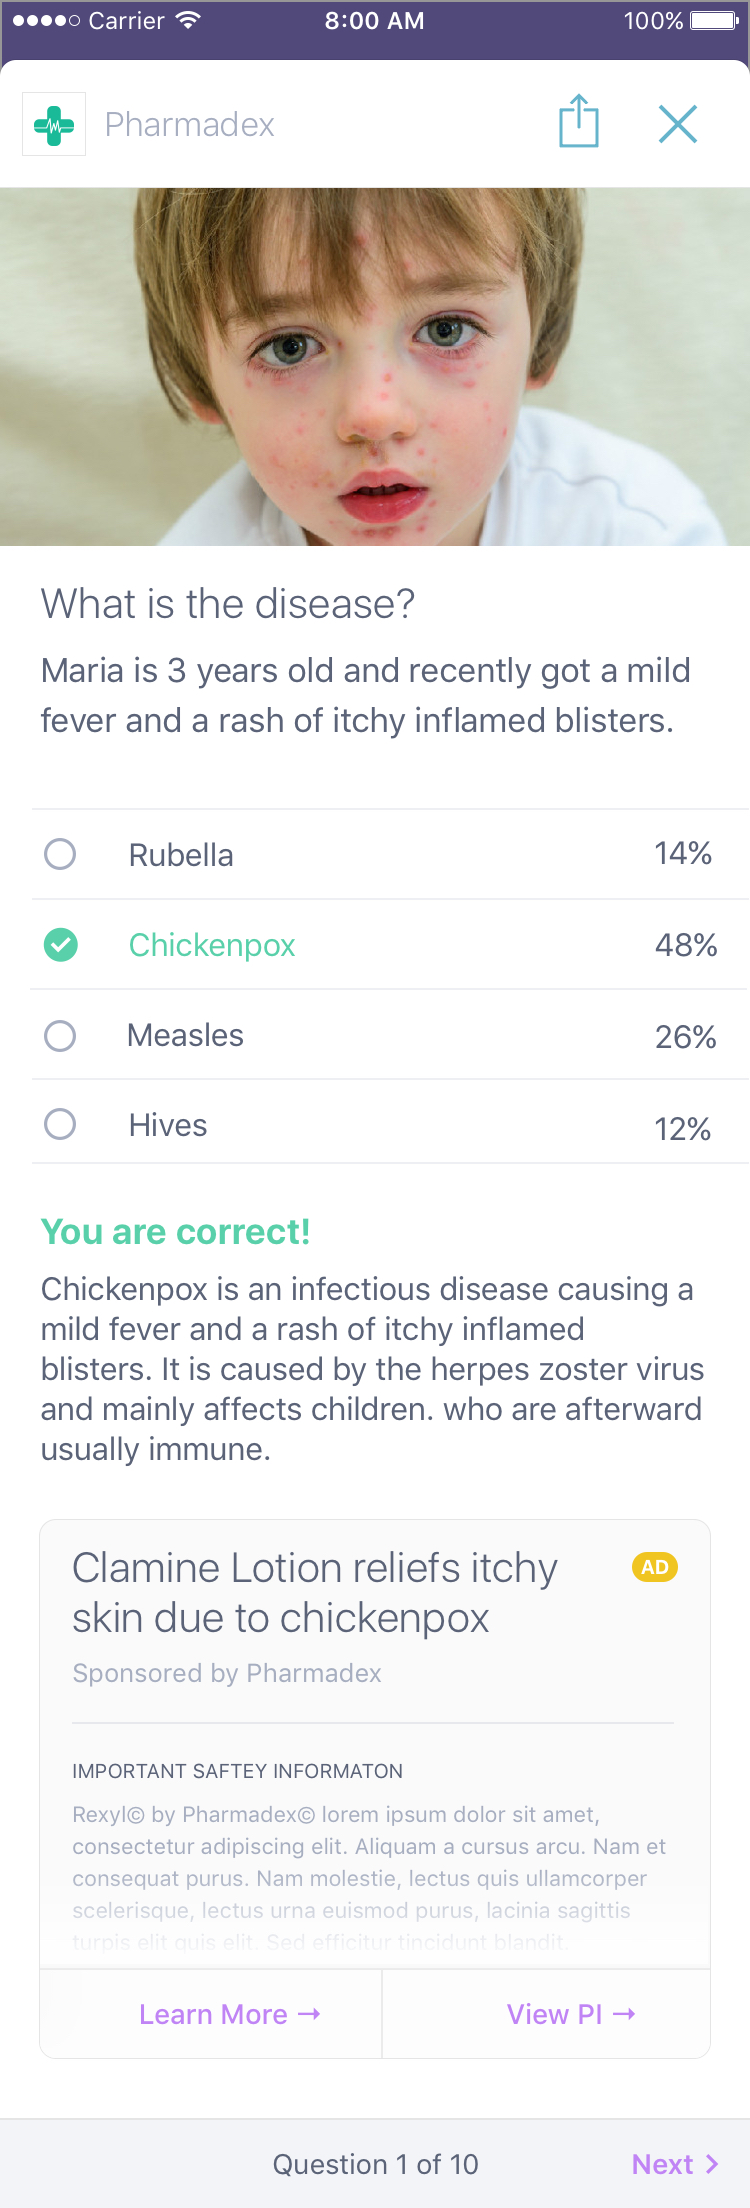 Carrier 8:00 AM 100%
Pharmadex
What is the disease?
Maria is 3 years old and recently got a mild
fever and a rash of itchy inflamed blisters.
Rubella 14%
Chickenpox 48%
Measles 26%
Hives 12%
You are correct!
Chickenpox is an infectious disease causing a
mild fever and a rash of itchy inflamed
blisters. It is caused by the herpes zoster virus
and mainly affects children. who are afterward
usually immune.
Clamine Lotion reliefs itchy AD
skin due to chickenpox
Sponsored by Pharmadex
IMPORTANT SAFTEY INFORMATON
Rexyl© by Pharmadex© lorem ipsum dolor sit amet,
consectetur adipiscing elit. Aliquam a cursus arcu. Nam et
consequat purus. Nam molestie, lectus quis ullamcorper
scelerisque, lectus urna euismod purus, lacinia sagittis
turpis elit quis elit. Sed efficitur tincidunt blandit.
Learn More → View PI →
Question 1 of 10 Next >